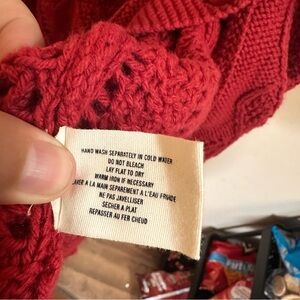 HAND WASH SEPARATELY IN COLD WATER
DO NOT BLEACH
LAY FLAT TO DRY
WARM IRON IF NECESSARY
LAVER A LA MAIN SEPAREMENT A L'EAU FRUIDE
NE PAS JAVELLISER
SECHER A PLAT
REPASSER AU FER CHEUD